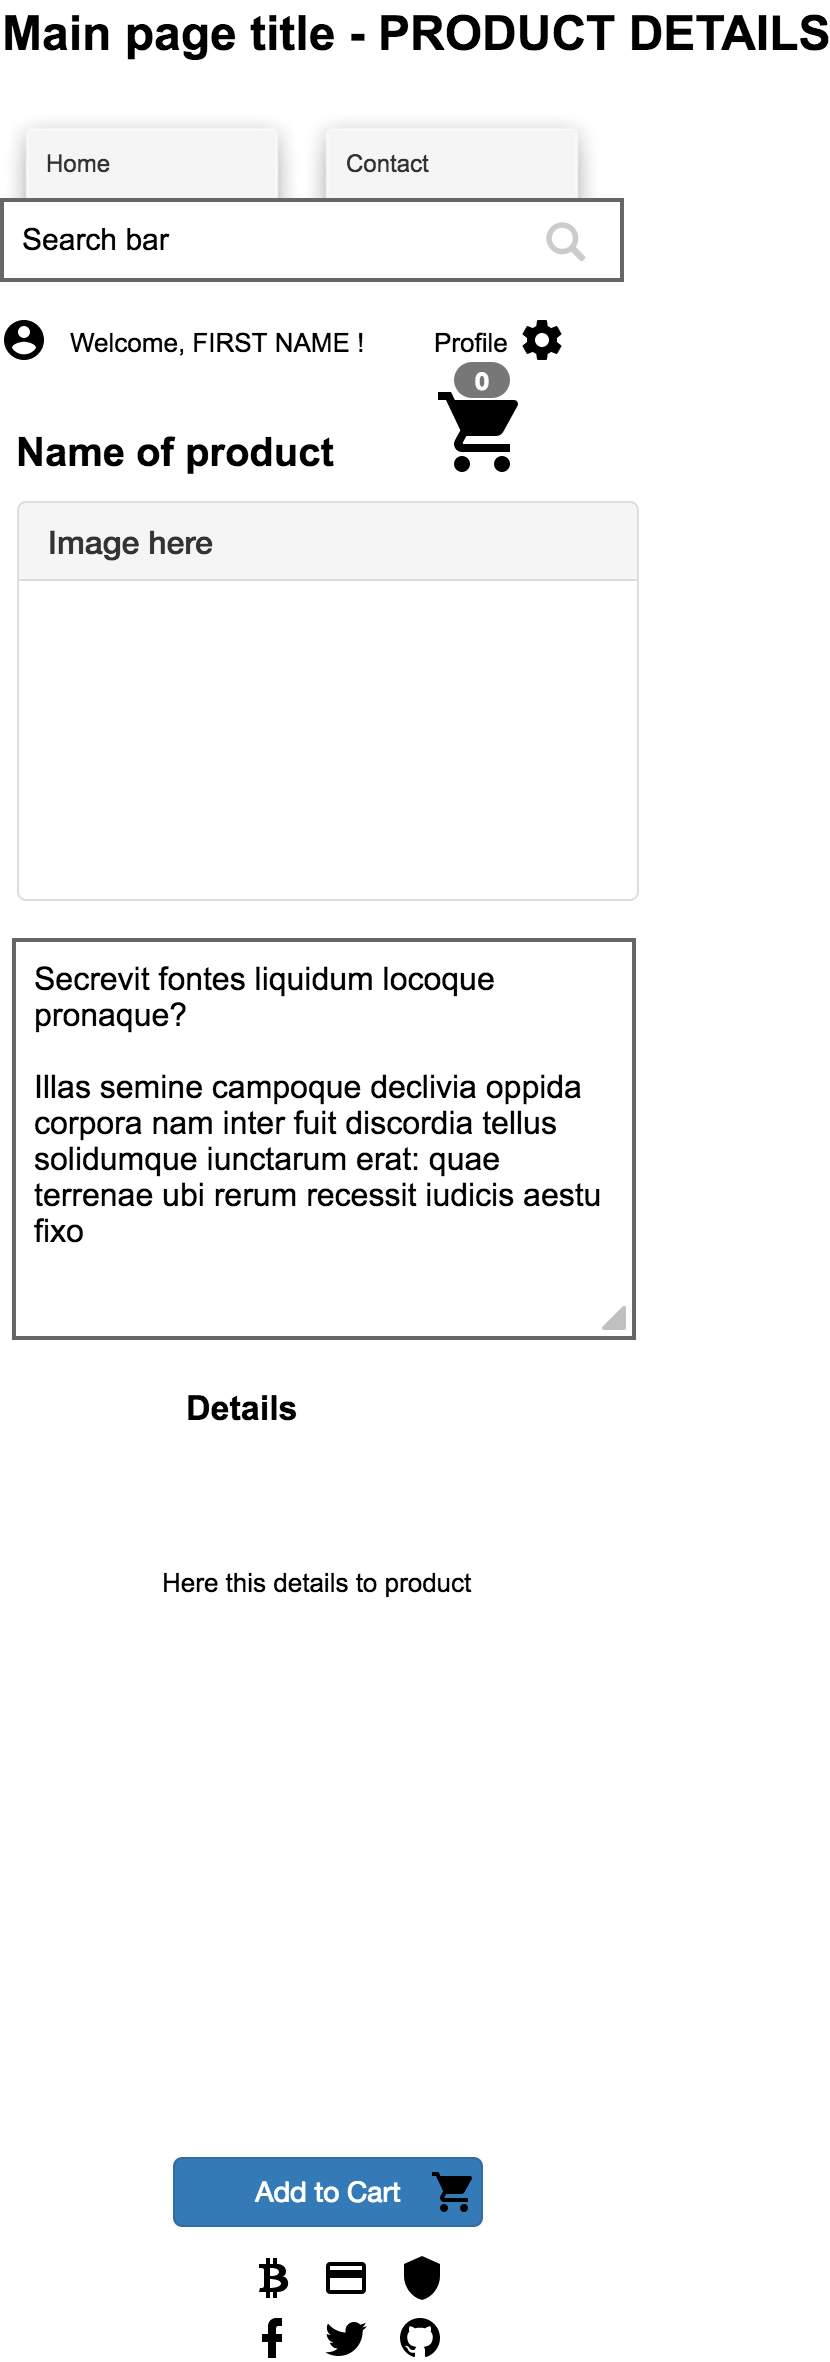 Main page title - PRODUCT DETAILS
Home
Contact
Search bar
Welcome, FIRST NAME !
Profile
0
Name of product
Image here
Secrevit fontes liquidum locoque
pronaque?
Illas semine campoque declivia oppida
corpora nam inter fuit discordia tellus
solidumque iunctarum erat: quae
terrenae ubi rerum recessit iudicis aestu
fixo
Details
Here this details to product
Add to Cart